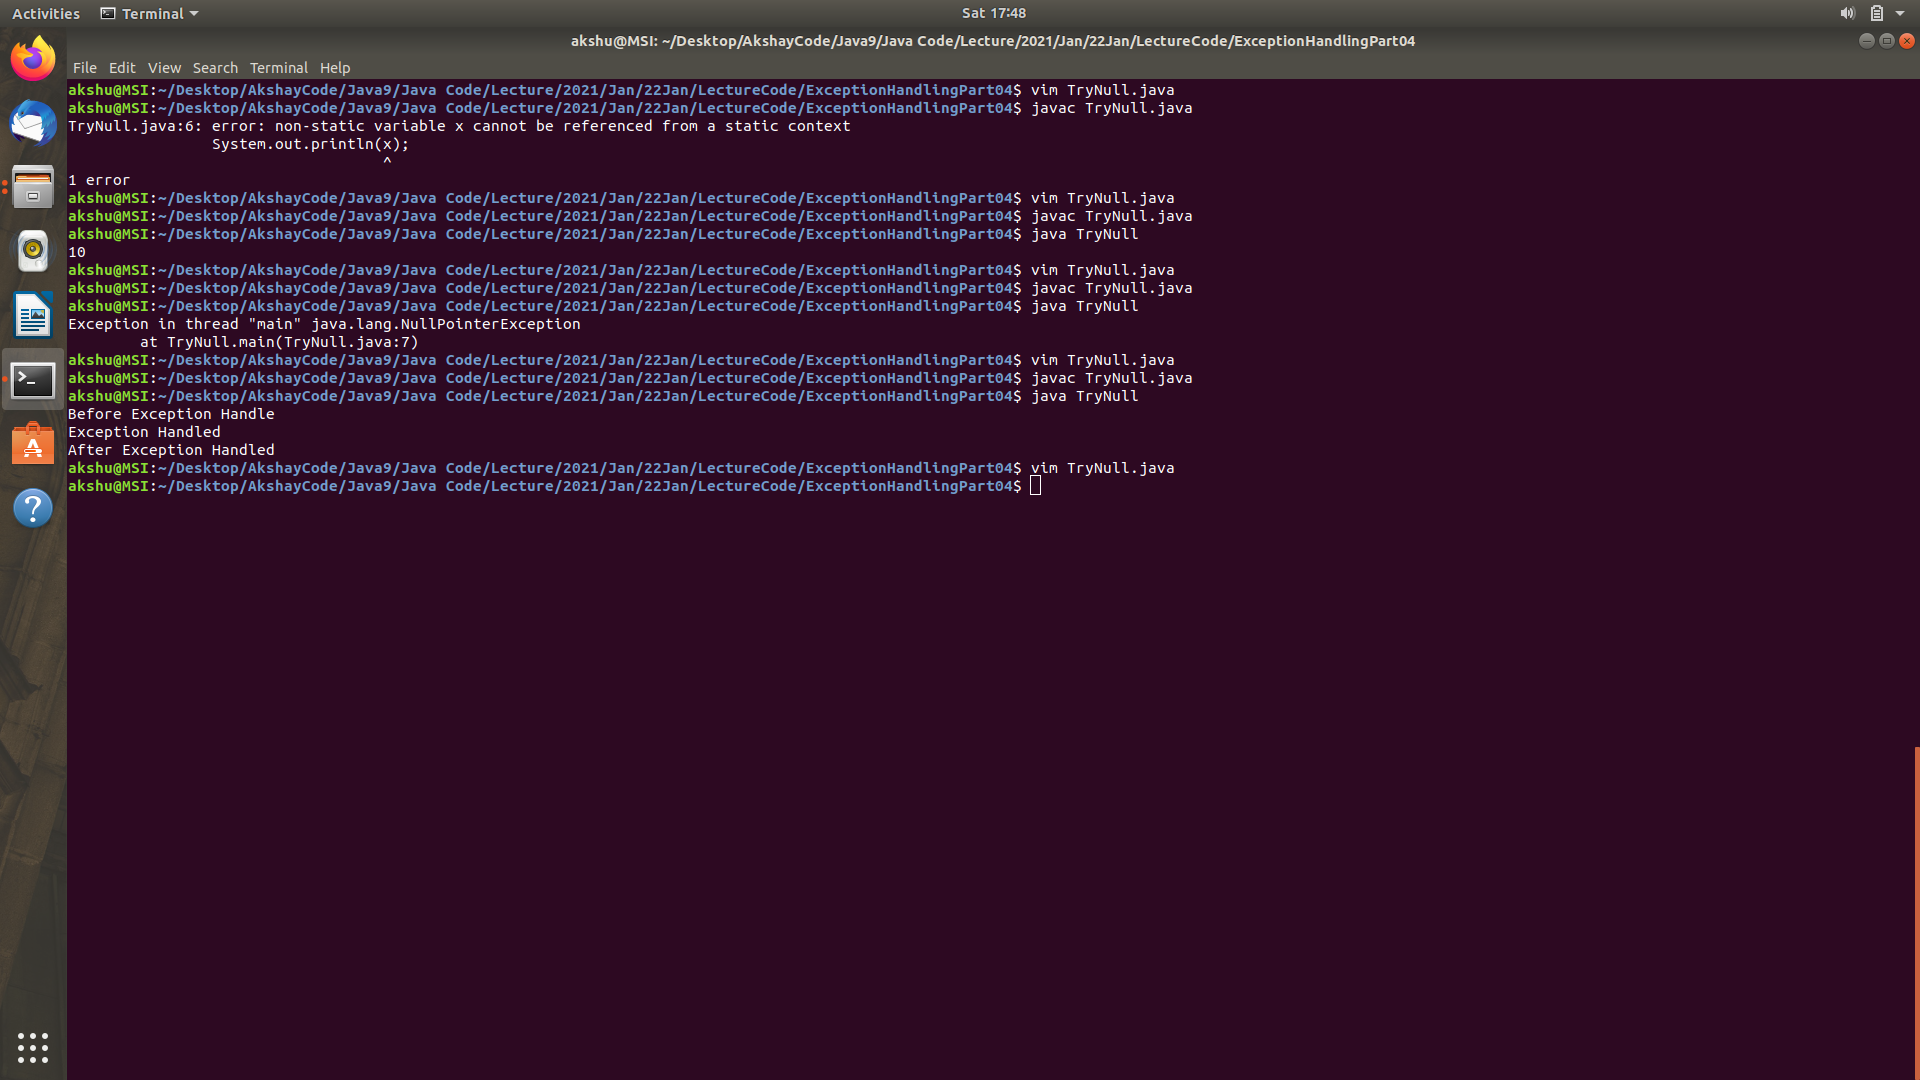 Activities Terminal Sat 17:48
akshu@MSI: ~/Desktop/AkshayCode/Java9/Java Code/Lecture/2021/Jan/22Jan/LectureCode/ExceptionHandlingPart04
File Edit View Search Terminal Help
akshu@MSI:~/Desktop/AkshayCode/Java9/Java Code/Lecture/2021/Jan/22Jan/LectureCode/ExceptionHandlingPart04$ vim TryNull.java
akshu@MSI:~/Desktop/AkshayCode/Java9/Java Code/Lecture/2021/Jan/22Jan/LectureCode/ExceptionHandlingPart04$ javac TryNull.java
TryNull.java:6: error: non-static variable x cannot be referenced from a static context
                System.out.println(x);
                                   ^
1 error
akshu@MSI:~/Desktop/AkshayCode/Java9/Java Code/Lecture/2021/Jan/22Jan/LectureCode/ExceptionHandlingPart04$ vim TryNull.java
akshu@MSI:~/Desktop/AkshayCode/Java9/Java Code/Lecture/2021/Jan/22Jan/LectureCode/ExceptionHandlingPart04$ javac TryNull.java
akshu@MSI:~/Desktop/AkshayCode/Java9/Java Code/Lecture/2021/Jan/22Jan/LectureCode/ExceptionHandlingPart04$ java TryNull
10
akshu@MSI:~/Desktop/AkshayCode/Java9/Java Code/Lecture/2021/Jan/22Jan/LectureCode/ExceptionHandlingPart04$ vim TryNull.java
akshu@MSI:~/Desktop/AkshayCode/Java9/Java Code/Lecture/2021/Jan/22Jan/LectureCode/ExceptionHandlingPart04$ javac TryNull.java
akshu@MSI:~/Desktop/AkshayCode/Java9/Java Code/Lecture/2021/Jan/22Jan/LectureCode/ExceptionHandlingPart04$ java TryNull
Exception in thread "main" java.lang.NullPointerException
        at TryNull.main(TryNull.java:7)
akshu@MSI:~/Desktop/AkshayCode/Java9/Java Code/Lecture/2021/Jan/22Jan/LectureCode/ExceptionHandlingPart04$ vim TryNull.java
akshu@MSI:~/Desktop/AkshayCode/Java9/Java Code/Lecture/2021/Jan/22Jan/LectureCode/ExceptionHandlingPart04$ javac TryNull.java
akshu@MSI:~/Desktop/AkshayCode/Java9/Java Code/Lecture/2021/Jan/22Jan/LectureCode/ExceptionHandlingPart04$ java TryNull
Before Exception Handle
Exception Handled
After Exception Handled
akshu@MSI:~/Desktop/AkshayCode/Java9/Java Code/Lecture/2021/Jan/22Jan/LectureCode/ExceptionHandlingPart04$ vim TryNull.java
akshu@MSI:~/Desktop/AkshayCode/Java9/Java Code/Lecture/2021/Jan/22Jan/LectureCode/ExceptionHandlingPart04$